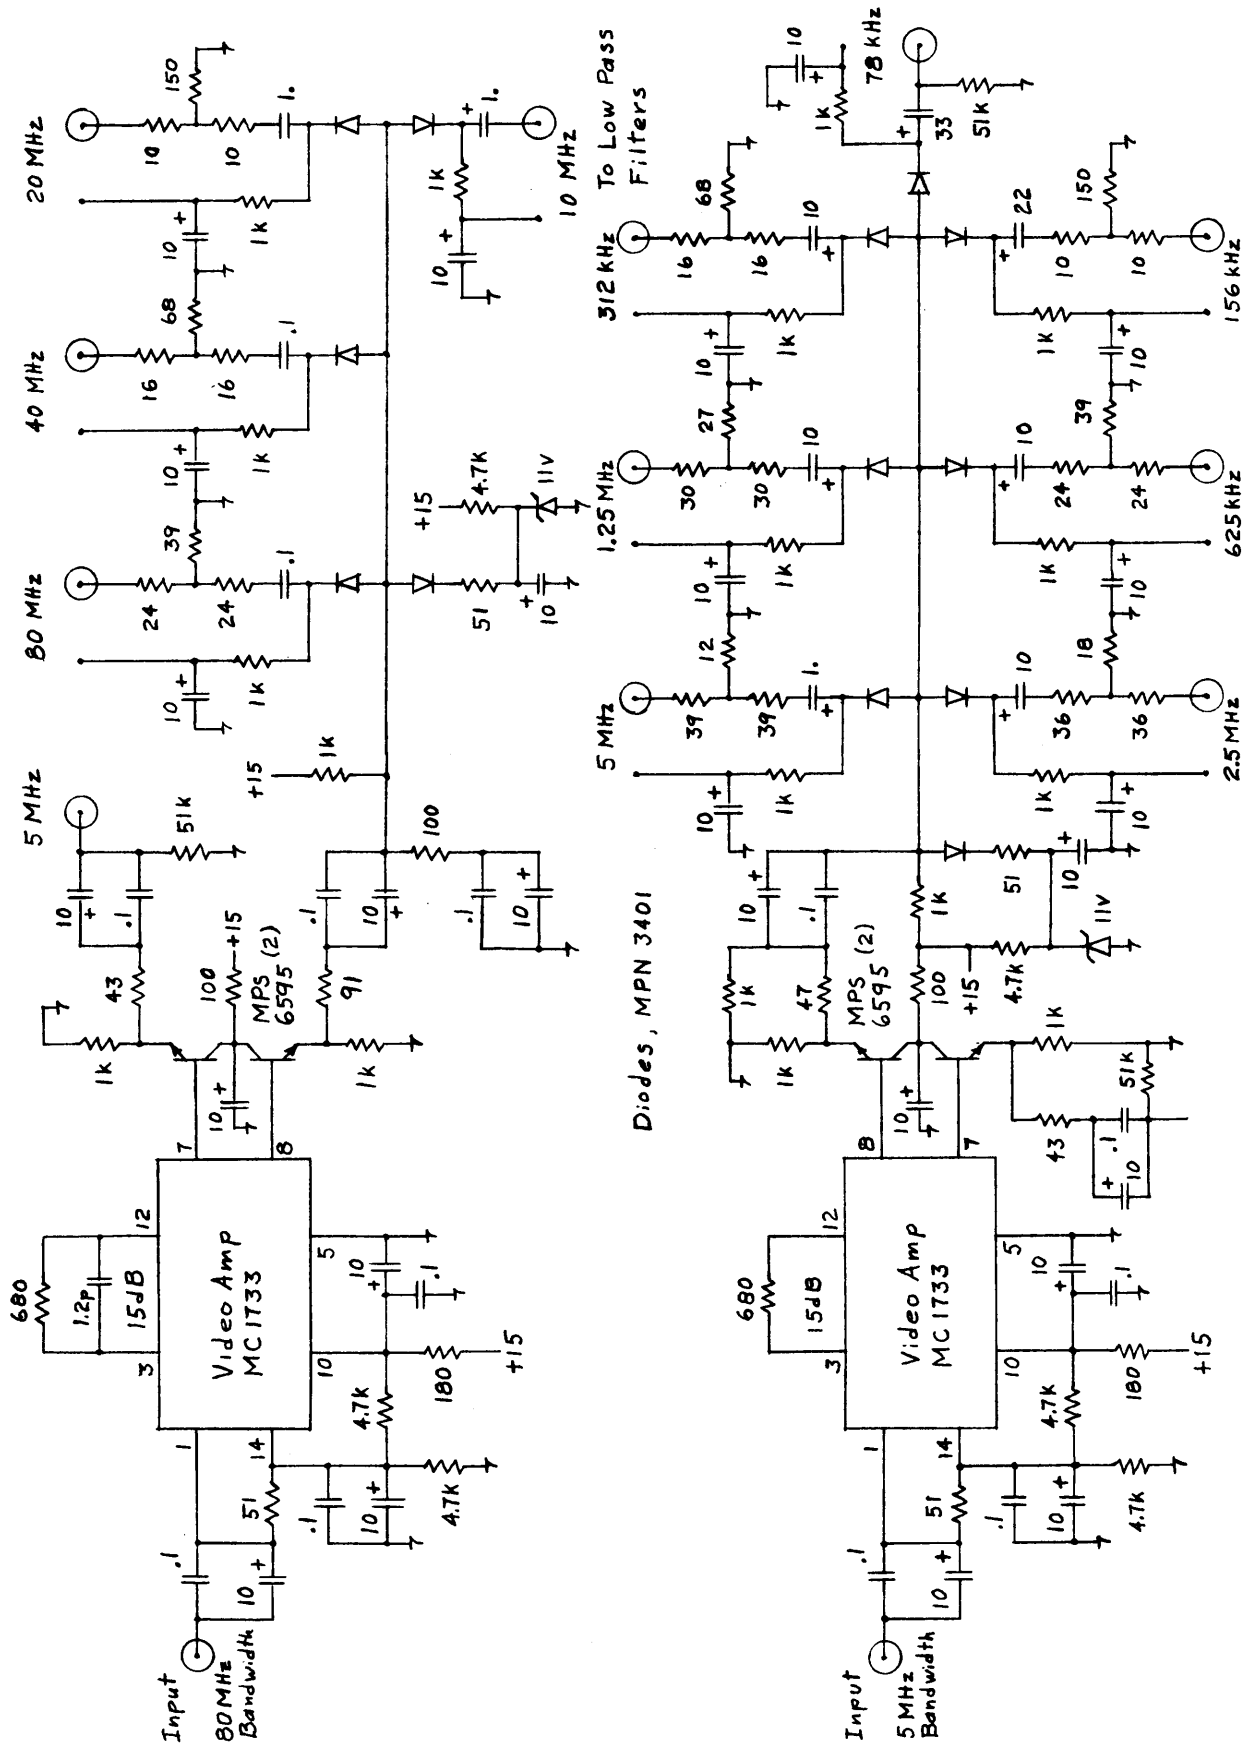 Input
80 MHz
Bandwidth
.1
10 +
51
.1
10 +
4.7K
4.7K
1
14
3
12
10
5
7
8
680
1.2p
15dB
Video Amp
MC1733
180
+15
10
+
.1
1k
10 +
1k
100
+15
MPS
6595 (2)
43
91
10
+
.1
51k
5 MHz
.1
10
+
100
.1
10
+
+15
1k
80 MHz
10 +
1k
24
24
.1
39
51
+
10
+15
4.7K
11V
40 MHz
10 +
1k
16
16
.1
68
20 MHz
10 +
1k
10
10
1.
150
10 +
1k
+
1.
10 MHz
Diodes, MPN 3401
To Low Pass
Filters
Input
5 MHz
Bandwidth
.1
10 +
51
.1
10 +
4.7K
4.7K
1
14
3
12
10
5
8
7
680
15dB
Video Amp
MC1733
180
+15
10
+
.1
1k
1k
47
10
+
.1
10 +
MPS
6595 (2)
100
+15
1k
4.7K
11V
51
10
+
43
1k
51k
.1
+
10
5 MHz
10 +
1k
39
39
1.
+
12
2.5 MHz
10
+
1k
36
36
10
+
18
1.25 MHz
10 +
1k
30
30
10
+
27
625 kHz
10
+
1k
24
24
10
+
39
312 kHz
10 +
1k
16
16
10
+
68
156 kHz
10
+
1k
10
10
22
+
150
78 kHz
1k
10
+
+
33
51k